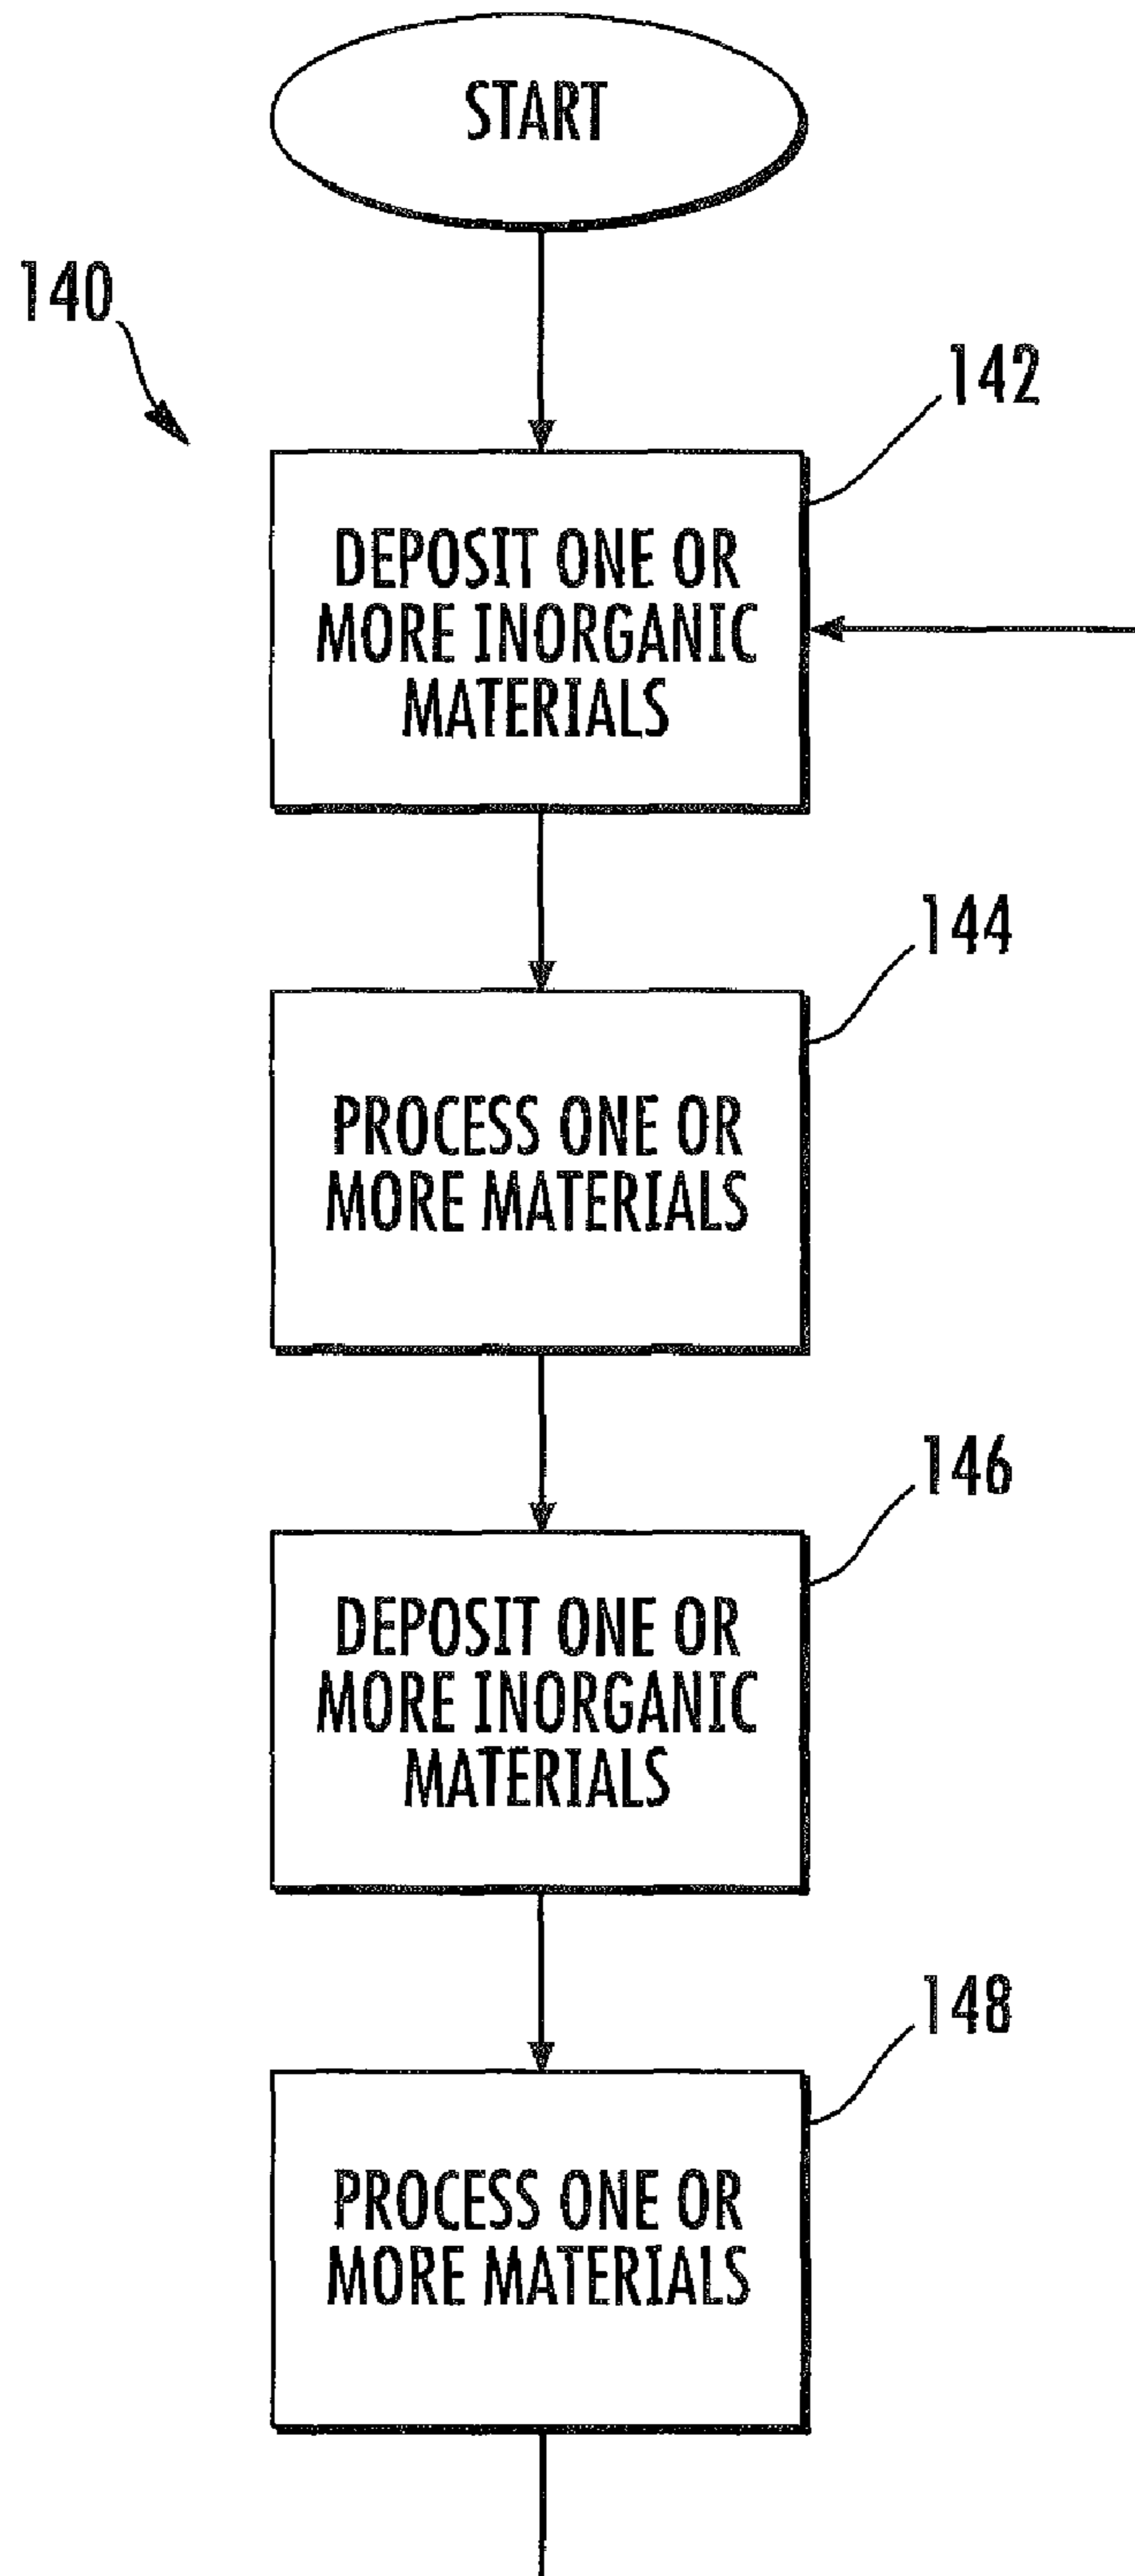 START
140
142
DEPOSIT ONE OR
MORE INORGANIC
MATERIALS
144
PROCESS ONE OR
MORE MATERIALS
146
DEPOSIT ONE OR
MORE INORGANIC
MATERIALS
148
PROCESS ONE OR
MORE MATERIALS